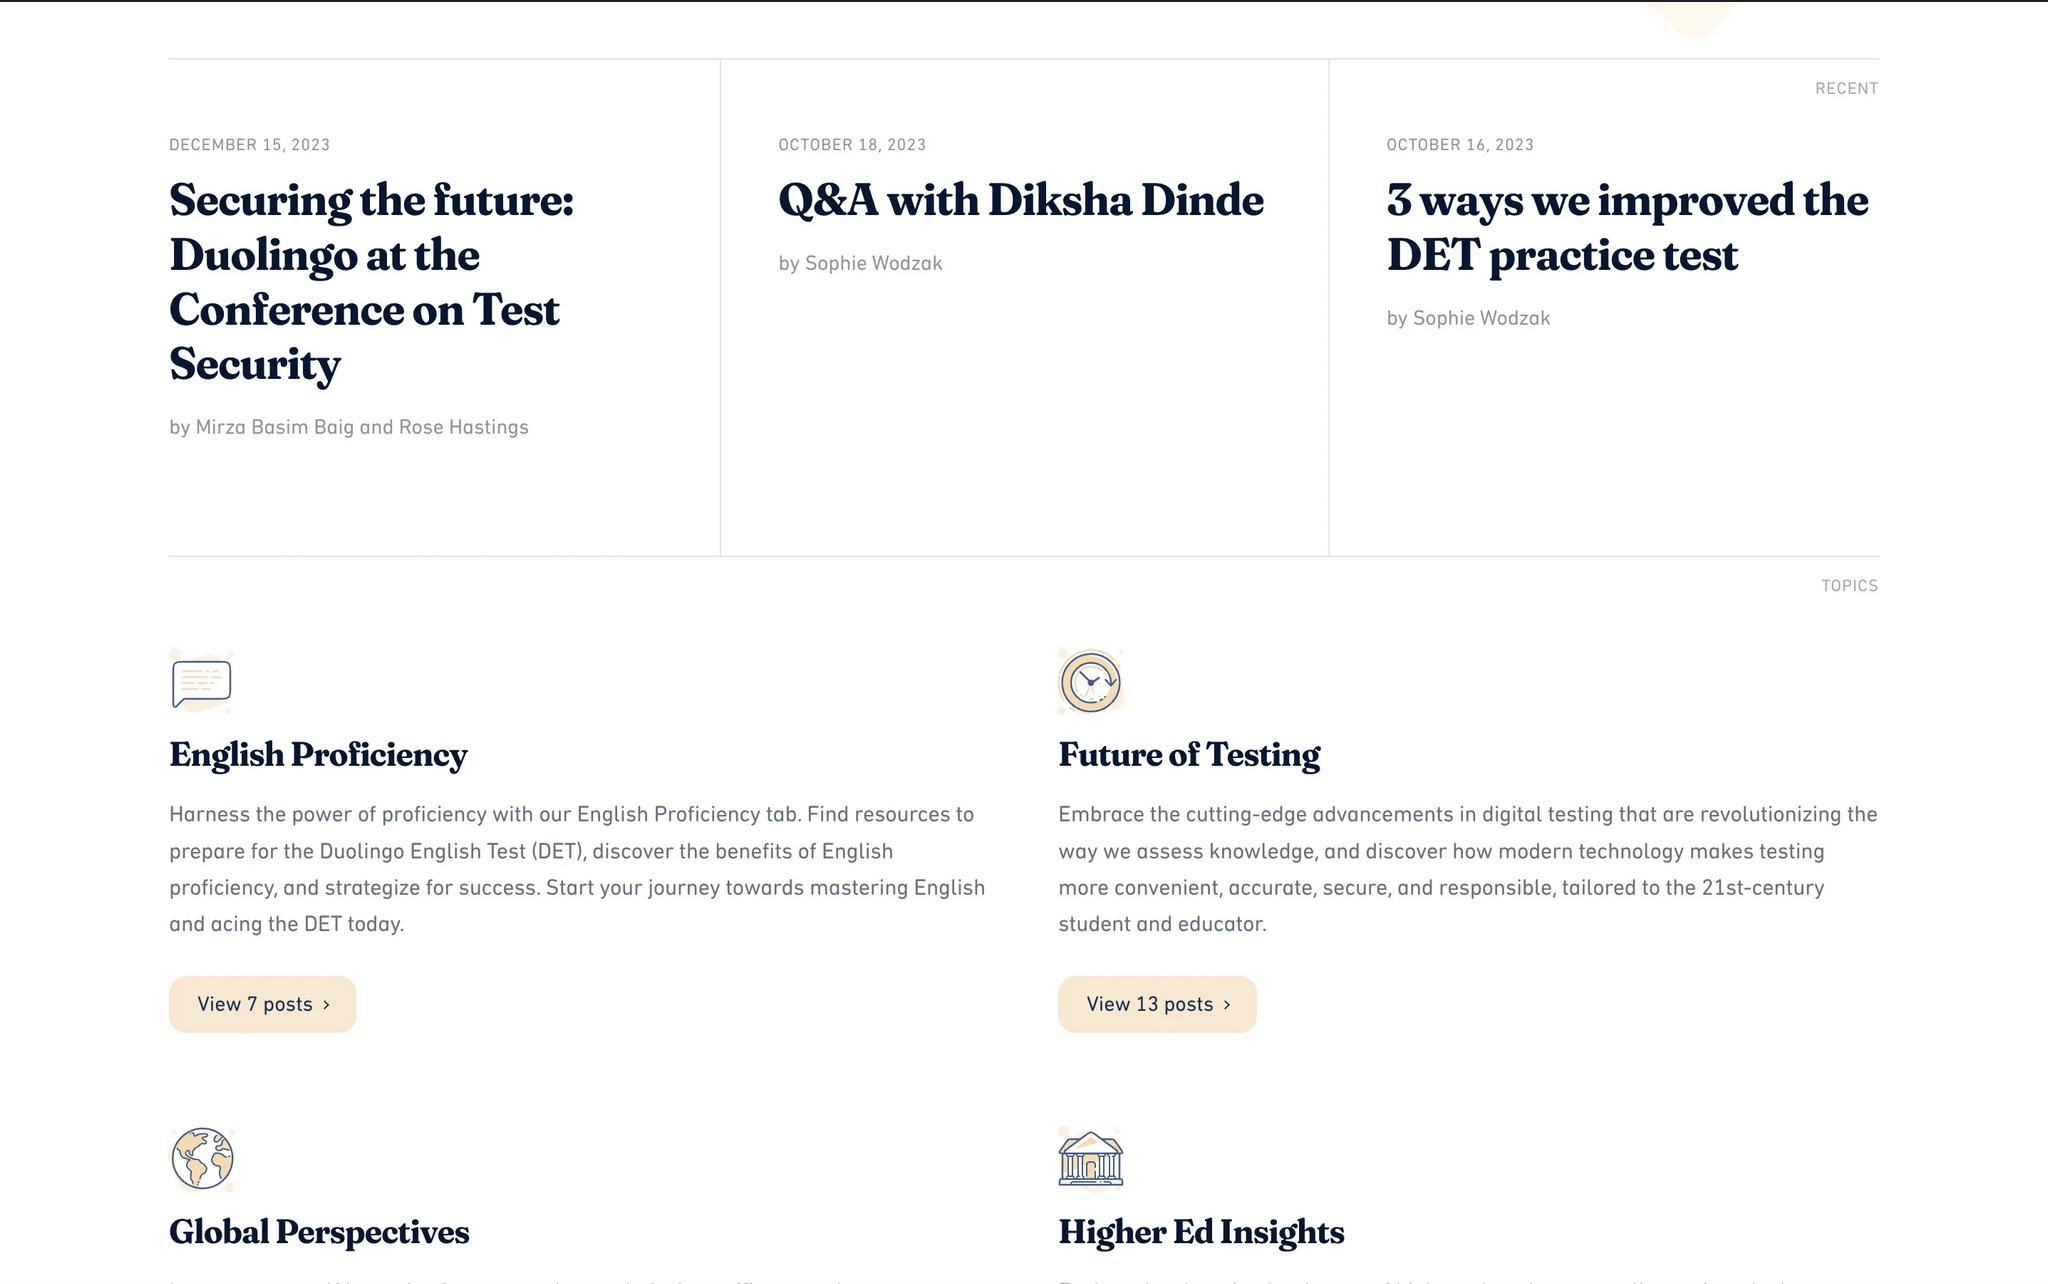 RECENT
DECEMBER 15, 2023
Securing the future:
Duolingo at the
Conference on Test
Security
by Mirza Basim Baig and Rose Hastings
OCTOBER 18, 2023
Q&A with Diksha Dinde
by Sophie Wodzak
OCTOBER 16, 2023
3 ways we improved the
DET practice test
by Sophie Wodzak
TOPICS
English Proficiency
Harness the power of proficiency with our English Proficiency tab. Find resources to
prepare for the Duolingo English Test (DET), discover the benefits of English
proficiency, and strategize for success. Start your journey towards mastering English
and acing the DET today.
View 7 posts ›
Future of Testing
Embrace the cutting-edge advancements in digital testing that are revolutionizing the
way we assess knowledge, and discover how modern technology makes testing
more convenient, accurate, secure, and responsible, tailored to the 21st-century
student and educator.
View 13 posts ›
Global Perspectives
Higher Ed Insights